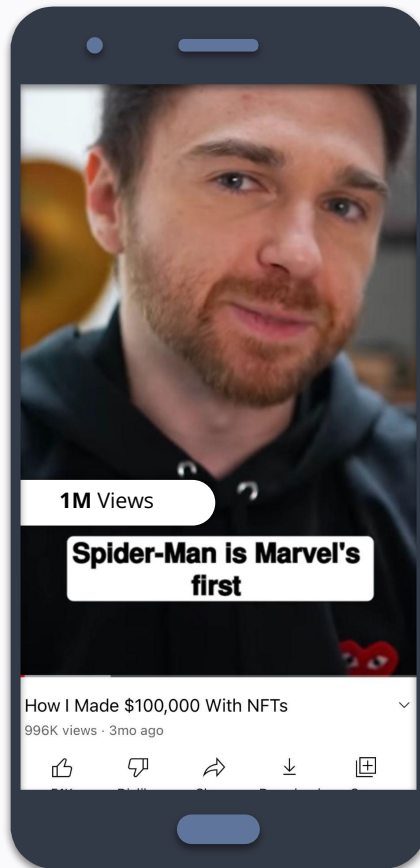 1M Views
Spider-Man is Marvel's
first
How I Made $100,000 With NFTs
996K views · 3mo ago